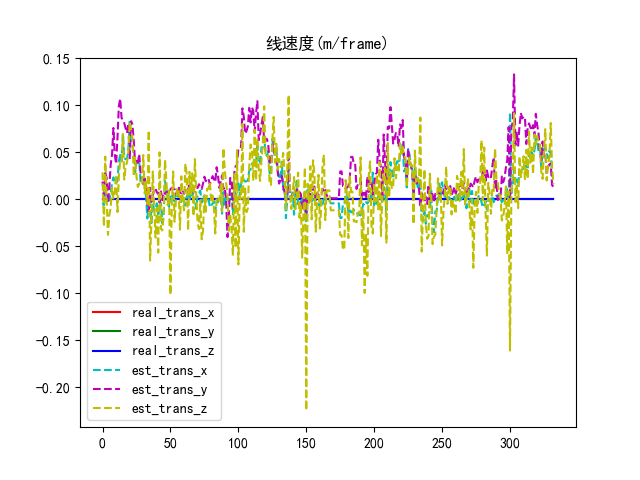 线速度(m/frame)
0.15
0.10
0.05
0.00
−0.05
−0.10
−0.15
−0.20
real_trans_x
real_trans_y
real_trans_z
est_trans_x
est_trans_y
est_trans_z
0 50 100 150 200 250 300